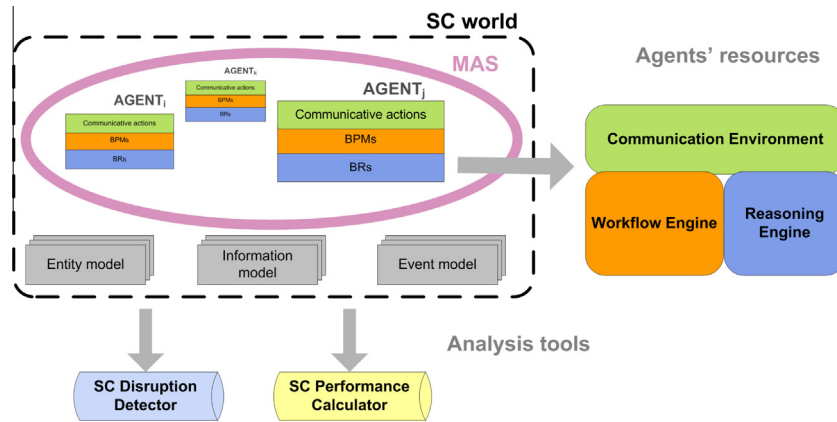 SC world
Agents' resources
MAS
AGENTk
AGENTi
AGENTj
Communicative actions
BPMs
BRs
Communicative actions
BPMs
BRs
Communicative actions
BPMs
BRs
Communication Environment
Workflow Engine
Reasoning
Engine
Entity model
Information
model
Event model
Analysis tools
SC Disruption
Detector
SC Performance
Calculator